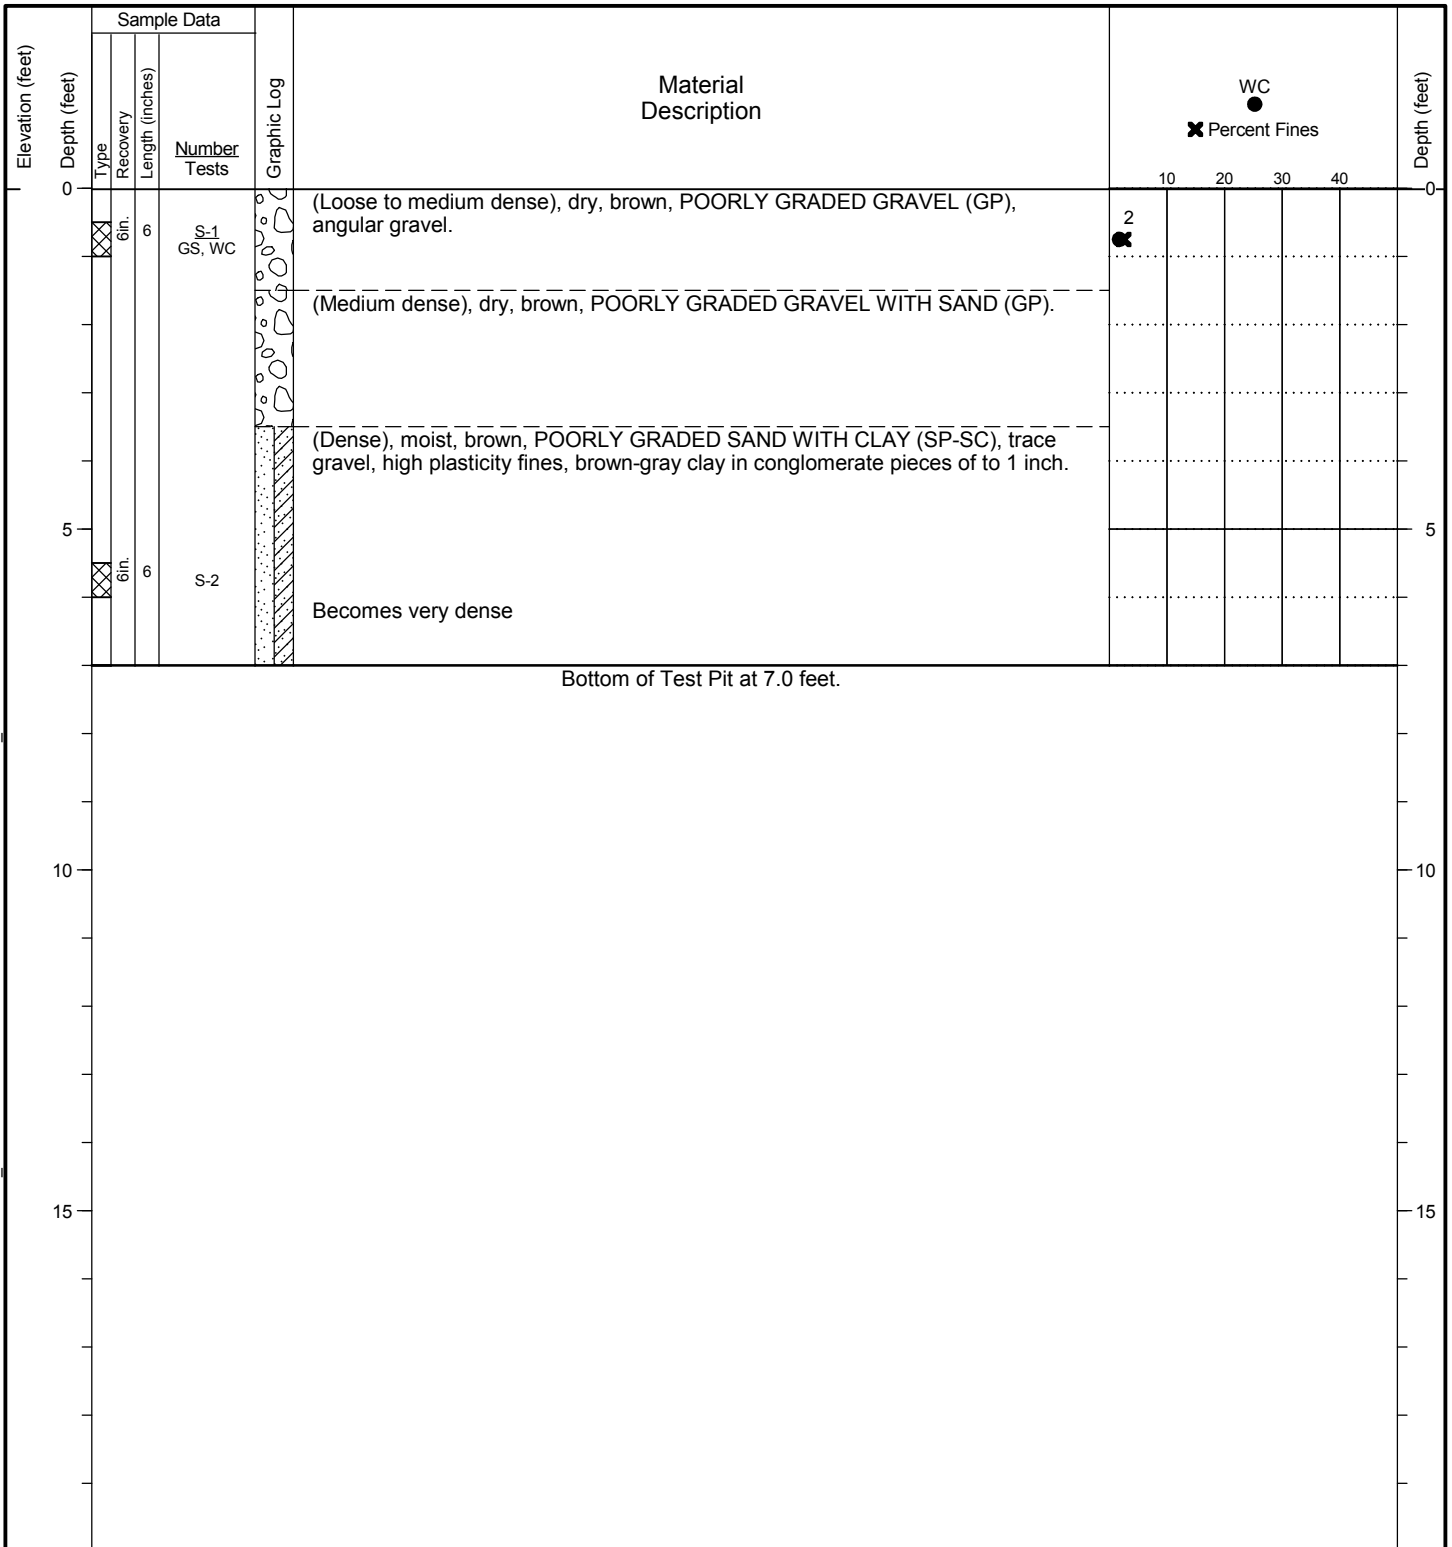 Sample Data
Elevation (feet)
Depth (feet)
Type
Recovery
Length (inches)
Number
Tests
Graphic Log
Material
Description
WC
Percent Fines
Depth (feet)
10 20 30 40
0
0
(Loose to medium dense), dry, brown, POORLY GRADED GRAVEL (GP),
angular gravel.
6in.
6
S-1
GS, WC
2
(Medium dense), dry, brown, POORLY GRADED GRAVEL WITH SAND (GP).
(Dense), moist, brown, POORLY GRADED SAND WITH CLAY (SP-SC), trace
gravel, high plasticity fines, brown-gray clay in conglomerate pieces of to 1 inch.
5
5
6in.
6
S-2
Becomes very dense
Bottom of Test Pit at 7.0 feet.
10
10
15
15